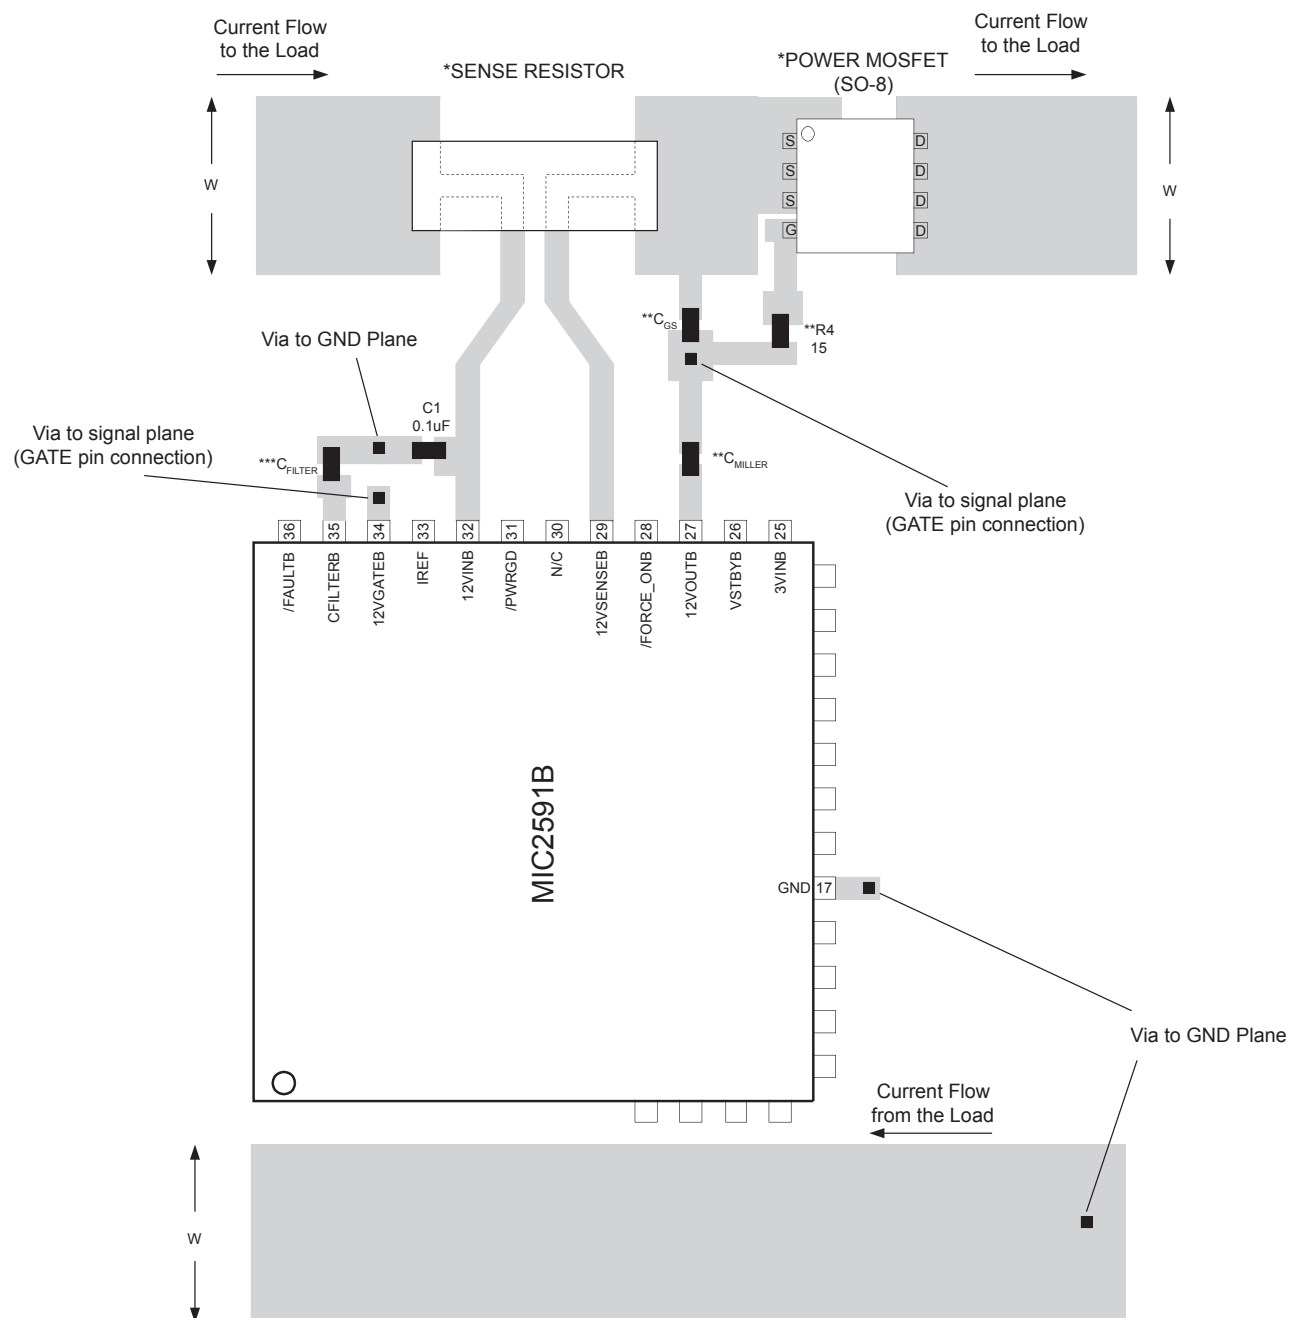 Current Flow
to the Load
*SENSE RESISTOR
*POWER MOSFET
(SO-8)
Current Flow
to the Load
W
S
S
S
G
D
D
D
D
W
**C_GS
**R4
15
Via to GND Plane
C1
0.1uF
Via to signal plane
(GATE pin connection)
***C_FILTER
**C_MILLER
Via to signal plane
(GATE pin connection)
36
35
34
33
32
31
30
29
28
27
26
25
/FAULTB
CFILTERB
12VGATEB
IREF
12VINB
/PWRGD
N/C
12VSENSEB
/FORCE_ONB
12VOUTB
VSTBYB
3VINB
MIC2591B
GND 17
Via to GND Plane
Current Flow
from the Load
W